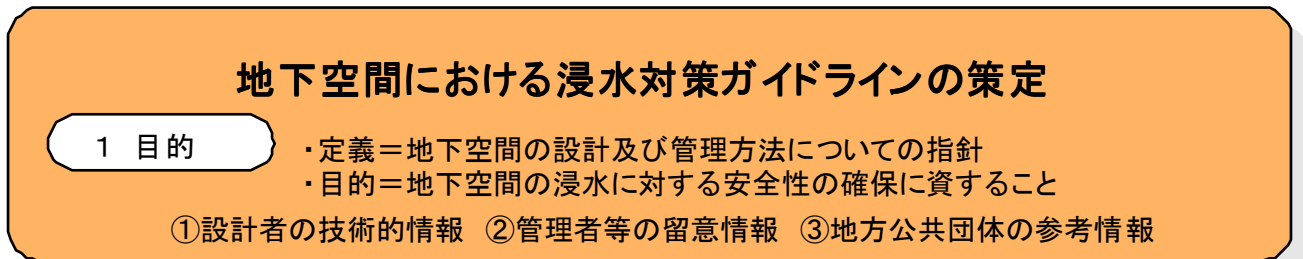 地下空間における浸水対策ガイドラインの策定
1 目的
・定義＝地下空間の設計及び管理方法についての指針
・目的＝地下空間の浸水に対する安全性の確保に資すること
①設計者の技術的情報 ②管理者等の留意情報 ③地方公共団体の参考情報